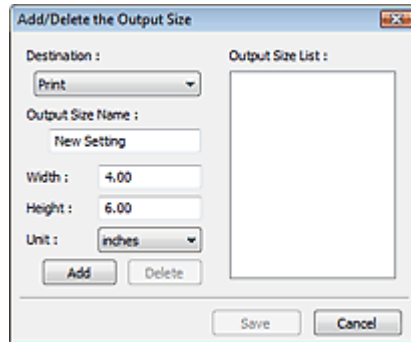 Add/Delete the Output Size
Destination :
Output Size List :
Print
Output Size Name :
New Setting
Width : 4.00
Height : 6.00
Unit : inches
Add Delete
Save Cancel